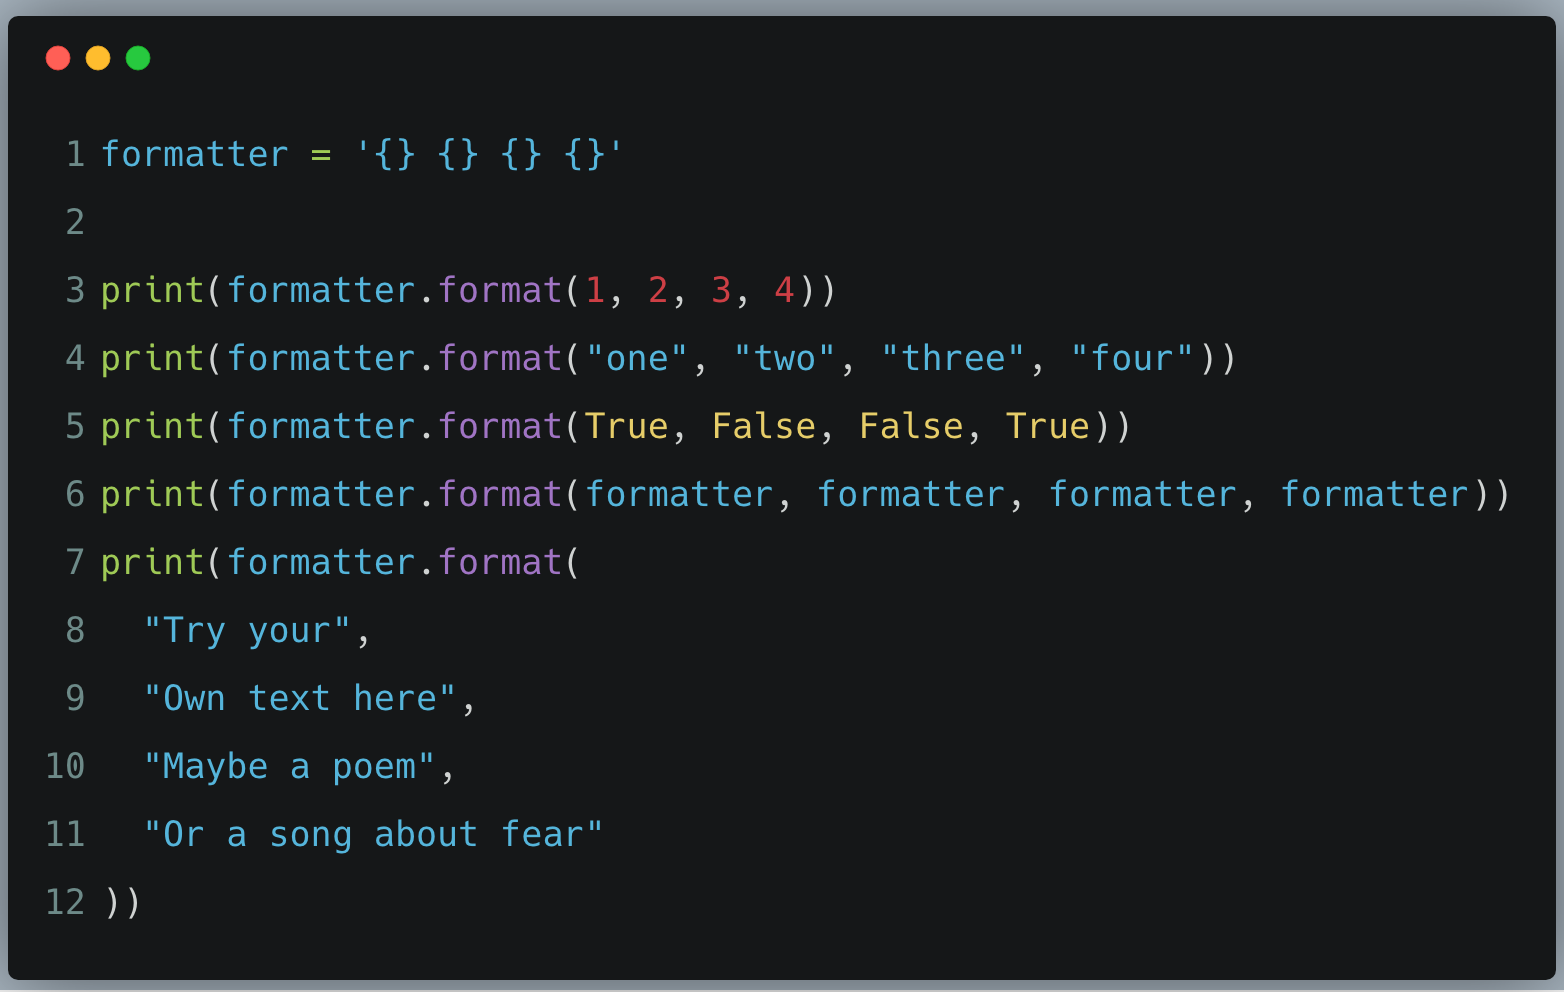 1 formatter = '{} {} {} {}'
2
3 print(formatter.format(1, 2, 3, 4))
4 print(formatter.format("one", "two", "three", "four"))
5 print(formatter.format(True, False, False, True))
6 print(formatter.format(formatter, formatter, formatter, formatter))
7 print(formatter.format(
8   "Try your",
9   "Own text here",
10   "Maybe a poem",
11   "Or a song about fear"
12 ))